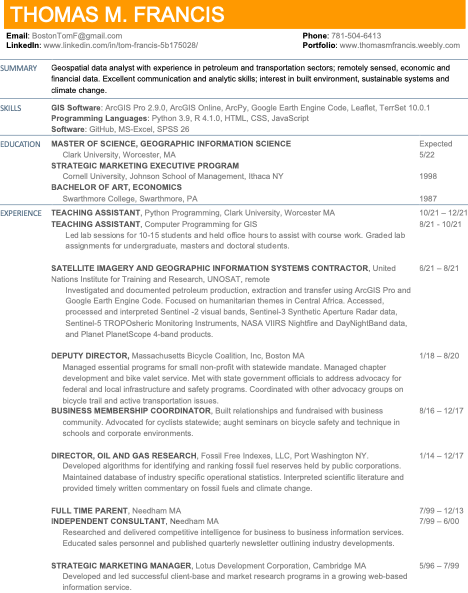 THOMAS M. FRANCIS
Email: BostonTomF@gmail.com Phone: 781-504-6413
LinkedIn: www.linkedin.com/in/tom-francis-5b175028/ Portfolio: www.thomasmfrancis.weebly.com
SUMMARY Geospatial data analyst with experience in petroleum and transportation sectors; remotely sensed, economic and
financial data. Excellent communication and analytic skills; interest in built environment, sustainable systems and
climate change.
SKILLS GIS Software: ArcGIS Pro 2.9.0, ArcGIS Online, ArcPy, Google Earth Engine Code, Leaflet, TerrSet 10.0.1
Programming Languages: Python 3.9, R 4.1.0, HTML, CSS, JavaScript
Software: GitHub, MS-Excel, SPSS 26
EDUCATION MASTER OF SCIENCE, GEOGRAPHIC INFORMATION SCIENCE Expected
Clark University, Worcester, MA 5/22
STRATEGIC MARKETING EXECUTIVE PROGRAM
Cornell University, Johnson School of Management, Ithaca NY 1998
BACHELOR OF ART, ECONOMICS
Swarthmore College, Swarthmore, PA 1987
EXPERIENCE TEACHING ASSISTANT, Python Programming, Clark University, Worcester MA 10/21 – 12/21
TEACHING ASSISTANT, Computer Programming for GIS 8/21 - 10/21
Led lab sessions for 10-15 students and held office hours to assist with course work. Graded lab
assignments for undergraduate, masters and doctoral students.
SATELLITE IMAGERY AND GEOGRAPHIC INFORMATION SYSTEMS CONTRACTOR, United 6/21 – 8/21
Nations Institute for Training and Research, UNOSAT, remote
Investigated and documented petroleum production, extraction and transfer using ArcGIS Pro and
Google Earth Engine Code. Focused on humanitarian themes in Central Africa. Accessed,
processed and interpreted Sentinel -2 visual bands, Sentinel-3 Synthetic Aperture Radar data,
Sentinel-5 TROPOsheric Monitoring Instruments, NASA VIIRS Nightfire and DayNightBand data,
and Planet PlanetScope 4-band products.
DEPUTY DIRECTOR, Massachusetts Bicycle Coalition, Inc, Boston MA 1/18 – 8/20
Managed essential programs for small non-profit with statewide mandate. Managed chapter
development and bike valet service. Met with state government officials to address advocacy for
federal and local infrastructure and safety programs. Coordinated with other advocacy groups on
bicycle trail and active transportation issues.
BUSINESS MEMBERSHIP COORDINATOR, Built relationships and fundraised with business 8/16 – 12/17
community. Advocated for cyclists statewide; aught seminars on bicycle safety and technique in
schools and corporate environments.
DIRECTOR, OIL AND GAS RESEARCH, Fossil Free Indexes, LLC, Port Washington NY. 1/14 – 12/17
Developed algorithms for identifying and ranking fossil fuel reserves held by public corporations.
Maintained database of industry specific operational statistics. Interpreted scientific literature and
provided timely written commentary on fossil fuels and climate change.
FULL TIME PARENT, Needham MA 7/99 – 12/13
INDEPENDENT CONSULTANT, Needham MA 7/99 – 6/00
Researched and delivered competitive intelligence for business to business information services.
Educated sales personnel and published quarterly newsletter outlining industry developments.
STRATEGIC MARKETING MANAGER, Lotus Development Corporation, Cambridge MA 5/96 – 7/99
Developed and led successful client-base and market research programs in a growing web-based
information service.